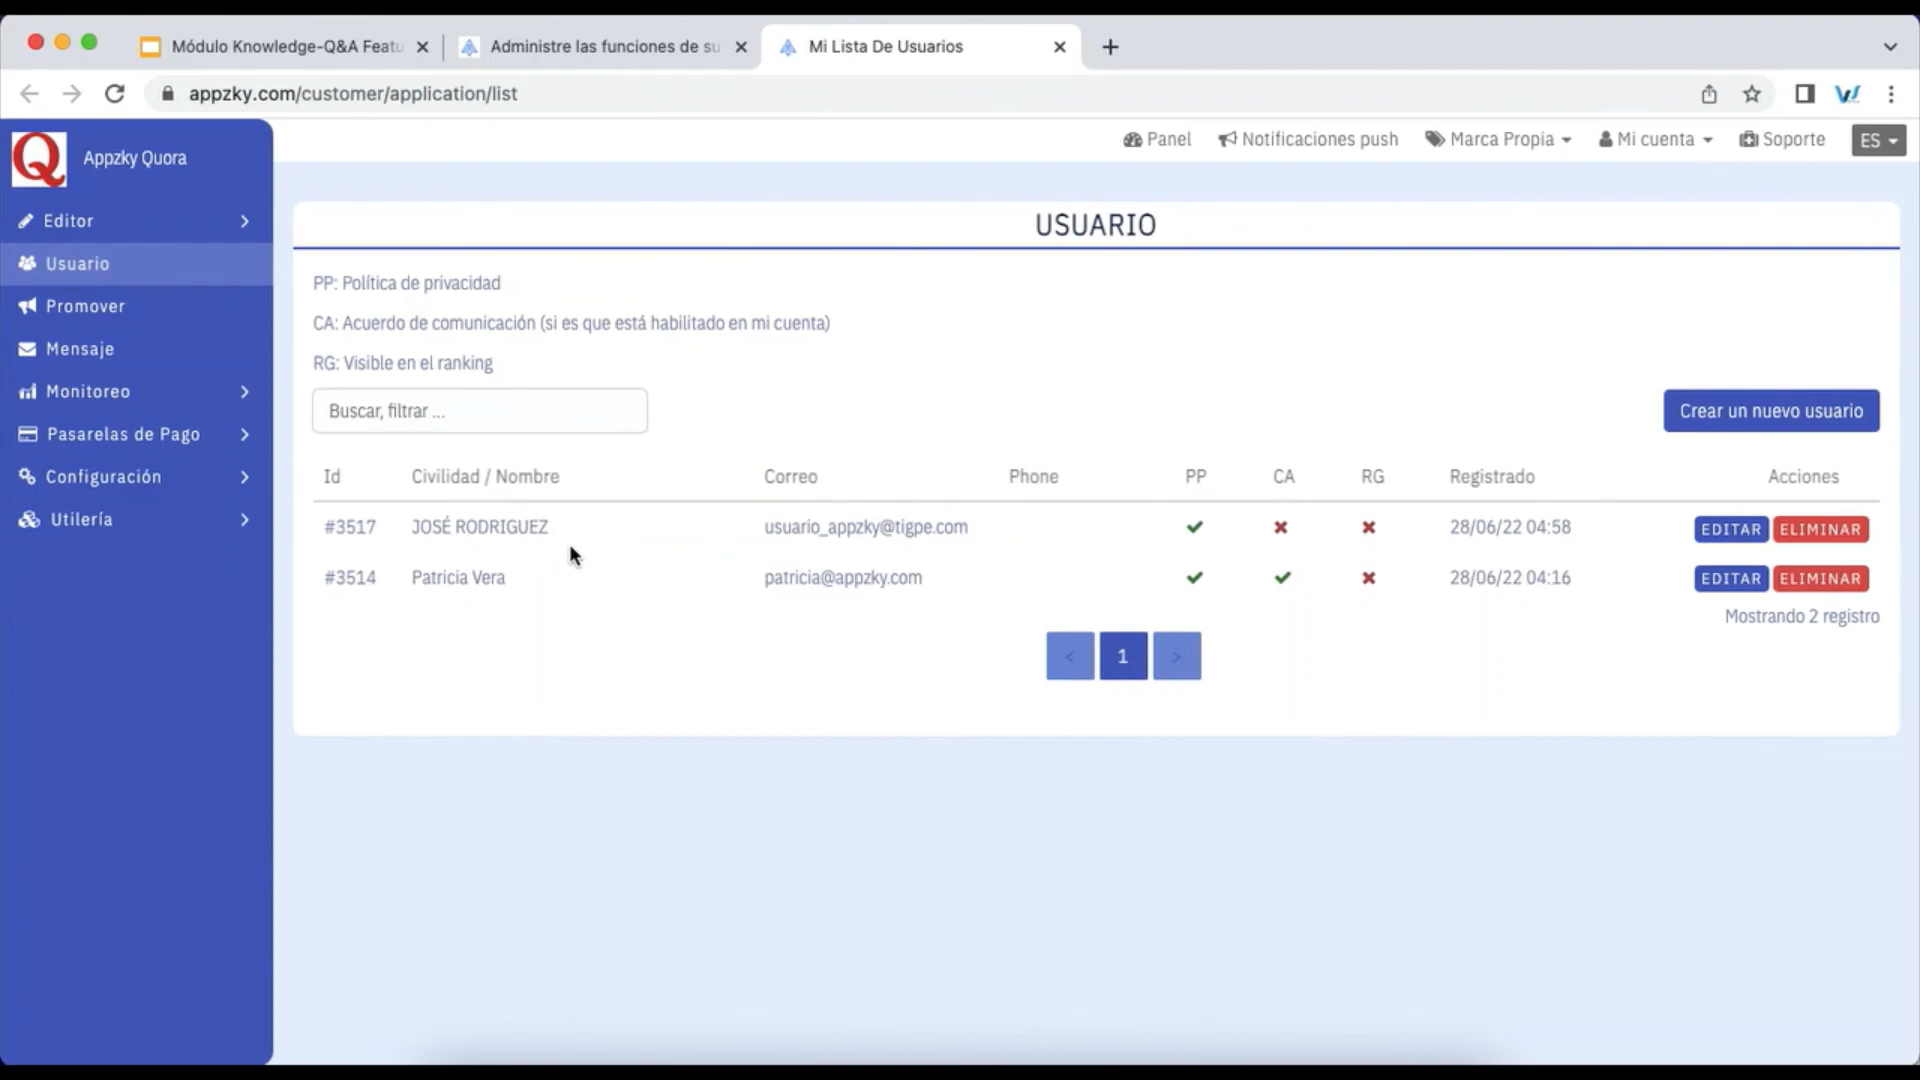 Módulo Knowledge-Q&A Featu
Administre las funciones de su
Mi Lista De Usuarios
appzky.com/customer/application/list
Q Appzky Quora
Panel Notificaciones push Marca Propia Mi cuenta Soporte ES
Editor
Usuario
Promover
Mensaje
Monitoreo
Pasarelas de Pago
Configuración
Utilería
USUARIO
PP: Política de privacidad
CA: Acuerdo de comunicación (si es que está habilitado en mi cuenta)
RG: Visible en el ranking
Buscar, filtrar ...
Crear un nuevo usuario
Id Civilidad / Nombre Correo Phone PP CA RG Registrado Acciones
#3517 JOSÉ RODRIGUEZ usuario_appzky@tigpe.com 28/06/22 04:58 EDITAR ELIMINAR
#3514 Patricia Vera patricia@appzky.com 28/06/22 04:16 EDITAR ELIMINAR
Mostrando 2 registro
< 1 >